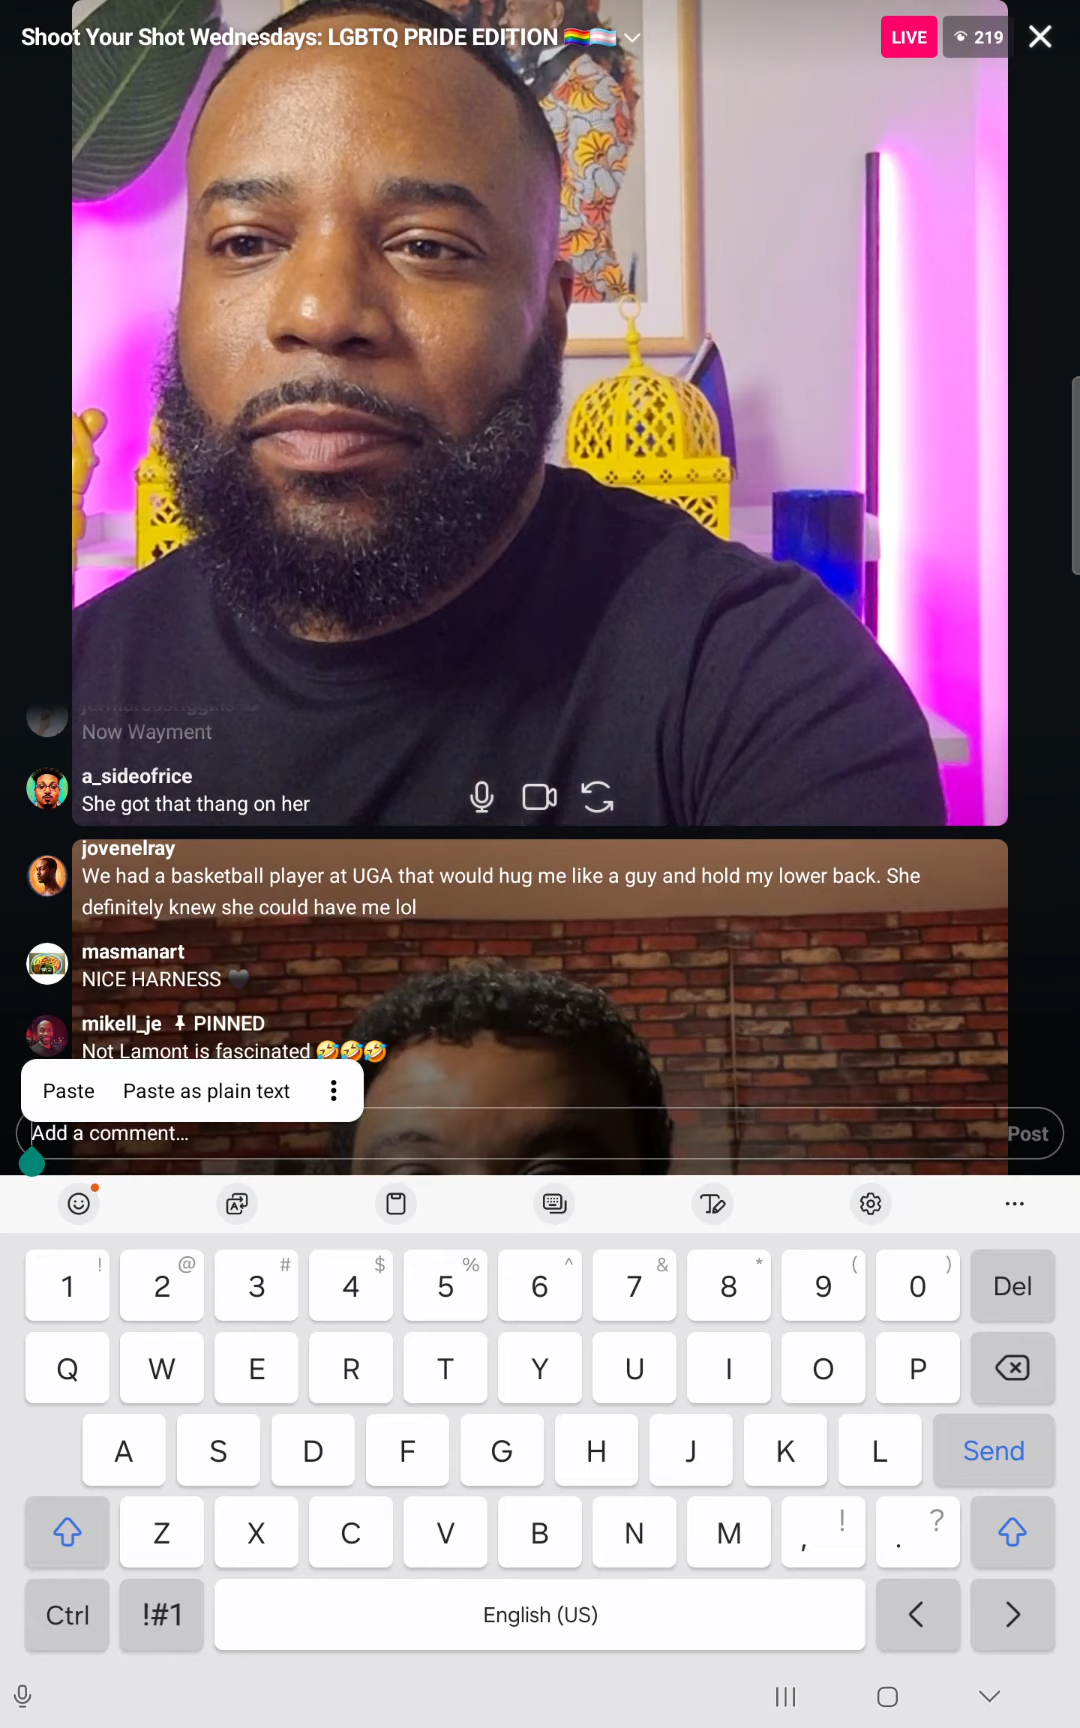 Shoot Your Shot Wednesdays: LGBTQ PRIDE EDITION 🏳️‍🌈🏳️‍⚧️
LIVE
219
Now Wayment
a_sideofrice
She got that thang on her
jovenelray
We had a basketball player at UGA that would hug me like a guy and hold my lower back. She
definitely knew she could have me lol
masmanart
NICE HARNESS 🖤
mikell_je PINNED
Not Lamont is fascinated 🤣🤣🤣
Paste Paste as plain text
Add a comment...
Post
1 ! 2 @ 3 # 4 $ 5 % 6 ^ 7 & 8 * 9 ( 0 ) Del
Q W E R T Y U I O P
A S D F G H J K L Send
Z X C V B N M , ! . ?
Ctrl !#1 English (US) < >